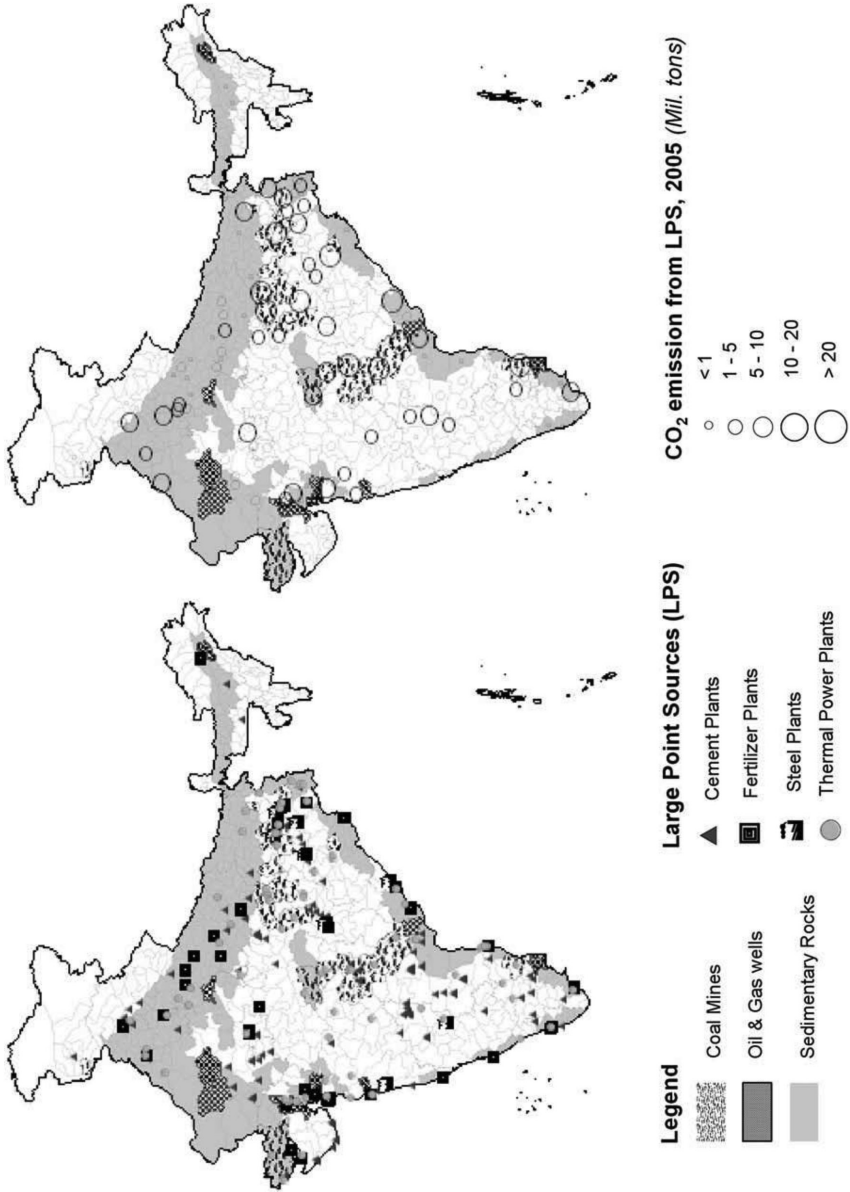 Legend
Coal Mines
Oil & Gas wells
Sedimentary Rocks
Large Point Sources (LPS)
Cement Plants
Fertilizer Plants
Steel Plants
Thermal Power Plants
CO₂ emission from LPS, 2005 (Mil. tons)
< 1
1 - 5
5 - 10
10 - 20
> 20